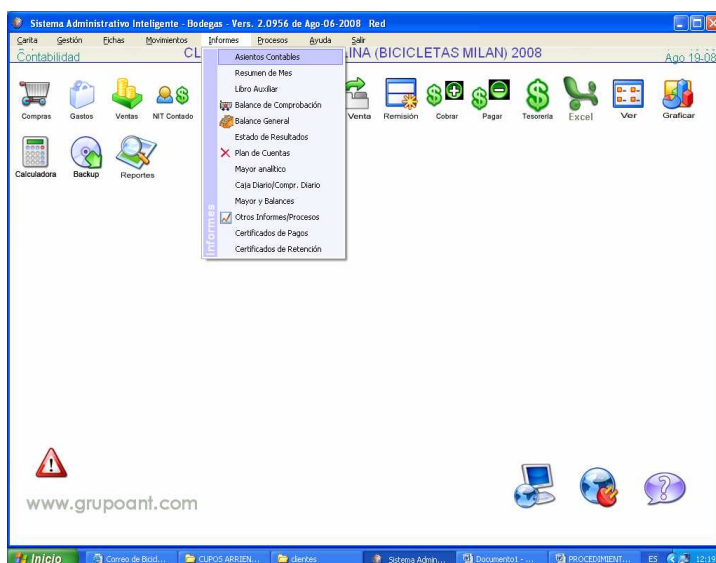 Sistema Administrativo Inteligente - Bodegas - Vers. 2.0956 de Ago-06-2008 Red
Carita Gestión Fichas Movimientos Informes Procesos Ayuda Salir
Contabilidad CL INA (BICICLETAS MILAN) 2008 Ago 19-08
Asientos Contables
Resumen de Mes
Libro Auxiliar
Balance de Comprobación
Balance General
Estado de Resultados
Plan de Cuentas
Mayor analítico
Caja Diario/Compr. Diario
Mayor y Balances
Otros Informes/Procesos
Certificados de Pagos
Certificados de Retención
Informes
Compras Gastos Ventas NIT Contado Venta Remisión Cobrar Pagar Tesorería Excel Ver Graficar
Calculadora Backup Reportes
www.grupoant.com
Inicio Correo de Bicicl... CUPOS ARRIEN... clientes Sistema Admin... Documento1 - ... PROCEDIMIENT... ES 12:19